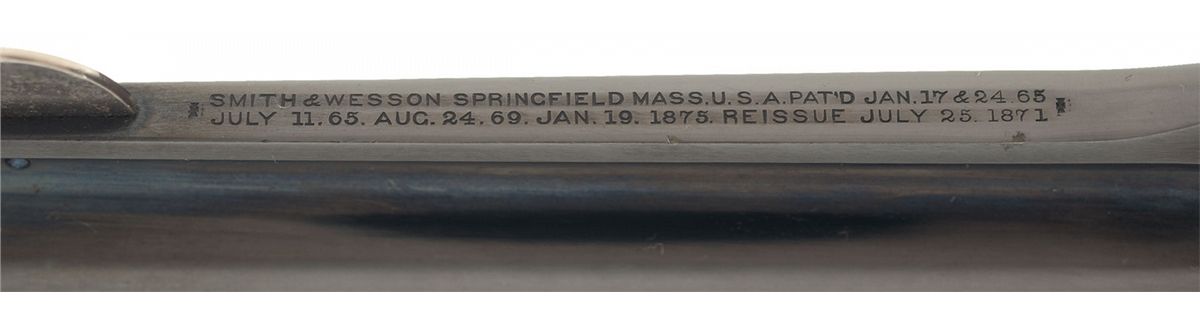 SMITH & WESSON SPRINGFIELD MASS. U.S.A. PAT'D JAN. 17 & 24. 65
JULY 11. 65. AUG. 24. 69. JAN. 19. 1875. REISSUE JULY 25. 1871